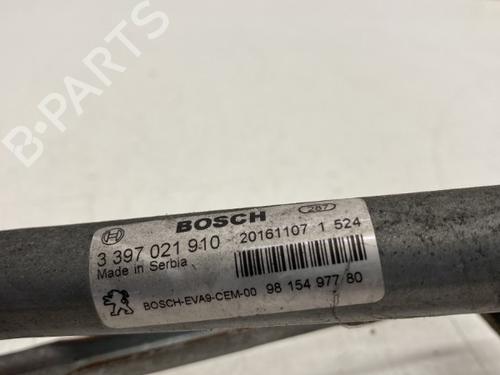 BOSCH
287
3 397 021 910 20161107 1 524
Made in Serbia
BOSCH-EVA9-CEM-00 98 154 977 80
B-PARTS